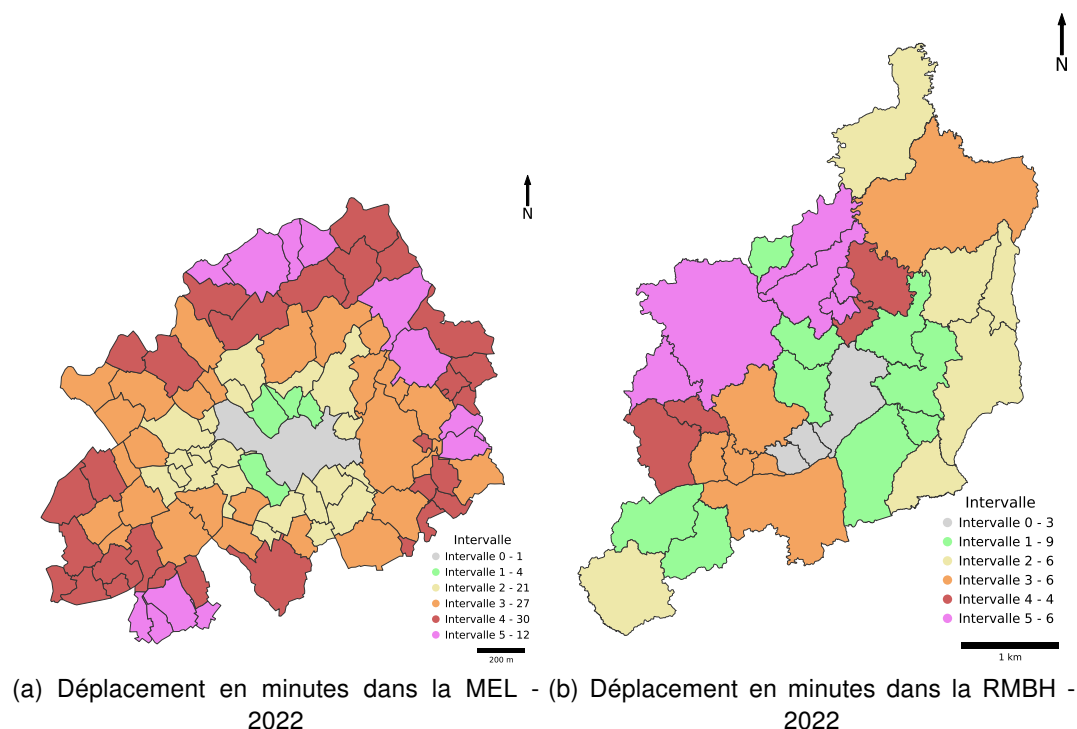 N
Intervalle
Intervalle 0 - 1
Intervalle 1 - 4
Intervalle 2 - 21
Intervalle 3 - 27
Intervalle 4 - 30
Intervalle 5 - 12
200 m
N
Intervalle
Intervalle 0 - 3
Intervalle 1 - 9
Intervalle 2 - 6
Intervalle 3 - 6
Intervalle 4 - 4
Intervalle 5 - 6
1 km
(a) Déplacement en minutes dans la MEL -
2022
(b) Déplacement en minutes dans la RMBH -
2022